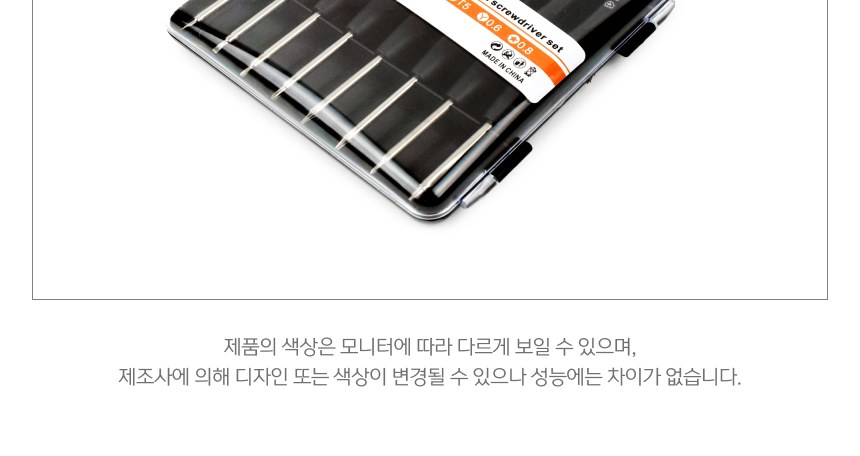 screwdriver set
T5 Y0.6 0.8
MADE IN CHINA
제품의 색상은 모니터에 따라 다르게 보일 수 있으며,
제조사에 의해 디자인 또는 색상이 변경될 수 있으나 성능에는 차이가 없습니다.